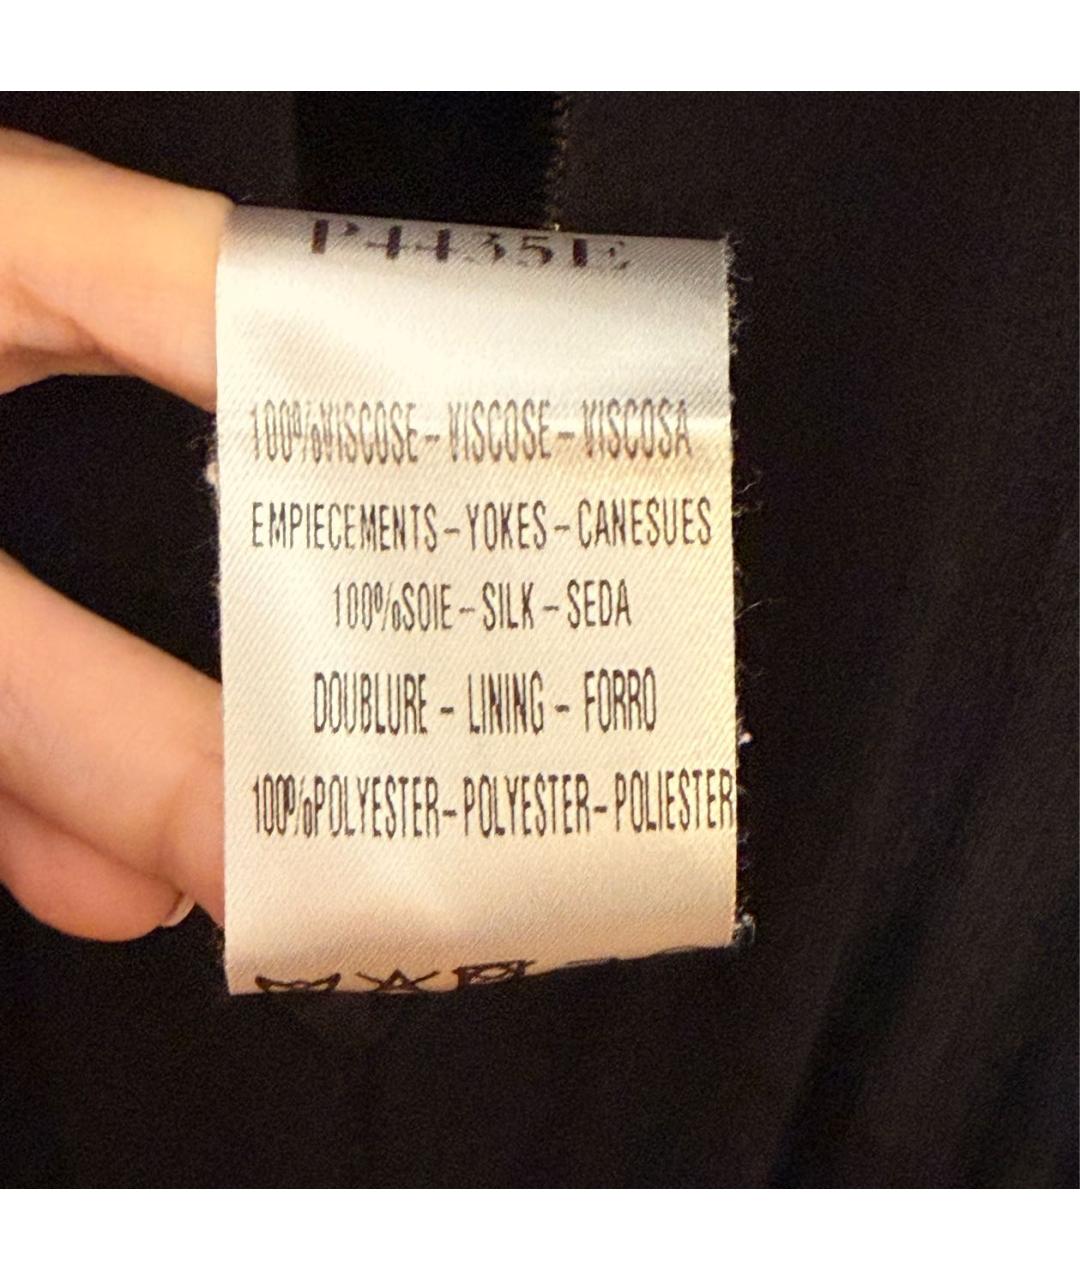 P4435E
100%VISCOSE-VISCOSE-VISCOSA
EMPIECEMENTS-YOKES-CANESUES
100%SOIE-SILK-SEDA
DOUBLURE - LINING - FORRO
100%POLYESTER-POLYESTER-POLIESTER